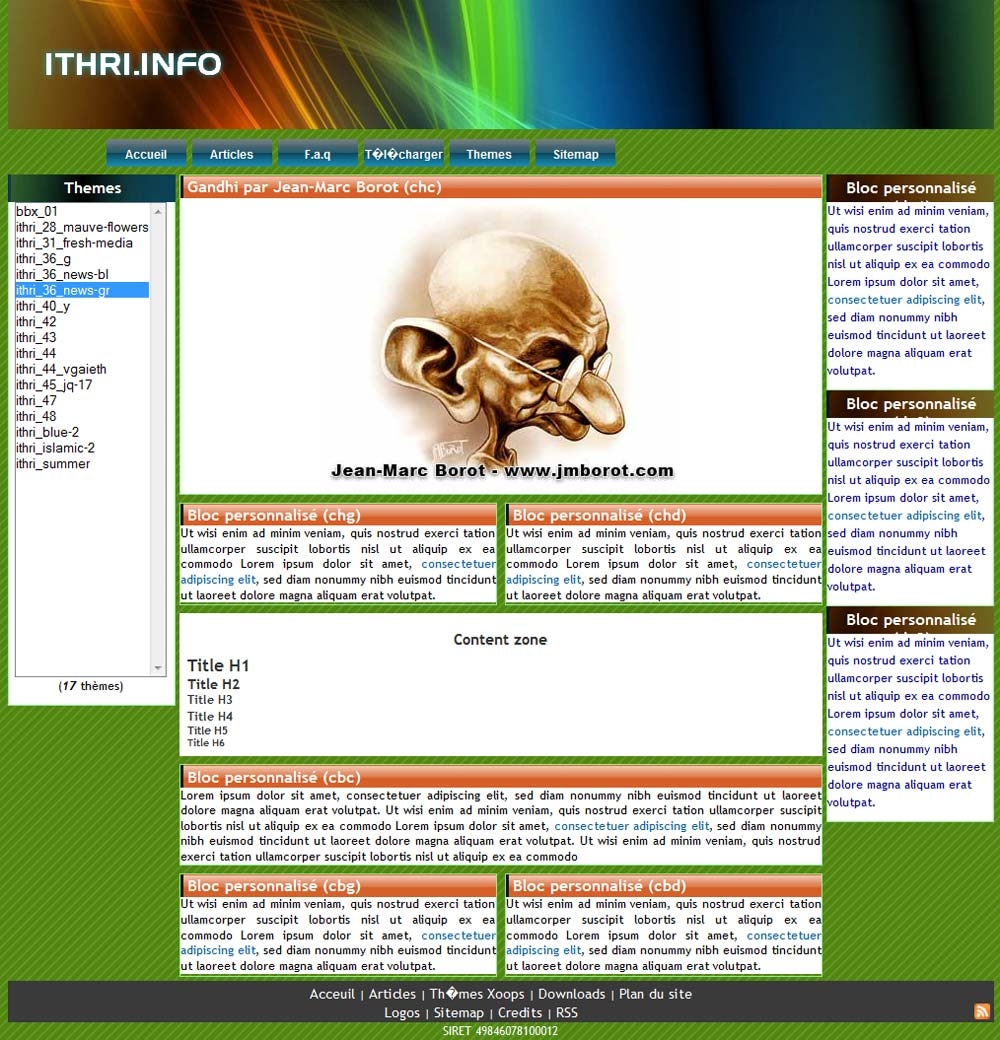 ITHRI.INFO
Accueil Articles F.a.q T�l�charger Themes Sitemap
Themes
bbx_01
ithri_28_mauve-flowers
ithri_31_fresh-media
ithri_36_g
ithri_36_news-bl
ithri_36_news-gr
ithri_40_y
ithri_42
ithri_43
ithri_44
ithri_44_vgaieth
ithri_45_jq-17
ithri_47
ithri_48
ithri_blue-2
ithri_islamic-2
ithri_summer
(17 thèmes)
Gandhi par Jean-Marc Borot (chc)
Jean-Marc Borot - www.jmborot.com
Bloc personnalisé (chg)
Ut wisi enim ad minim veniam, quis nostrud exerci tation
ullamcorper suscipit lobortis nisl ut aliquip ex ea
commodo Lorem ipsum dolor sit amet, consectetuer
adipiscing elit, sed diam nonummy nibh euismod tincidunt
ut laoreet dolore magna aliquam erat volutpat.
Bloc personnalisé (chd)
Ut wisi enim ad minim veniam, quis nostrud exerci tation
ullamcorper suscipit lobortis nisl ut aliquip ex ea
commodo Lorem ipsum dolor sit amet, consectetuer
adipiscing elit, sed diam nonummy nibh euismod tincidunt
ut laoreet dolore magna aliquam erat volutpat.
Content zone
Title H1
Title H2
Title H3
Title H4
Title H5
Title H6
Bloc personnalisé (cbc)
Lorem ipsum dolor sit amet, consectetuer adipiscing elit, sed diam nonummy nibh euismod tincidunt ut laoreet
dolore magna aliquam erat volutpat. Ut wisi enim ad minim veniam, quis nostrud exerci tation ullamcorper suscipit
lobortis nisl ut aliquip ex ea commodo Lorem ipsum dolor sit amet, consectetuer adipiscing elit, sed diam nonummy
nibh euismod tincidunt ut laoreet dolore magna aliquam erat volutpat. Ut wisi enim ad minim veniam, quis nostrud
exerci tation ullamcorper suscipit lobortis nisl ut aliquip ex ea commodo
Bloc personnalisé (cbg)
Ut wisi enim ad minim veniam, quis nostrud exerci tation
ullamcorper suscipit lobortis nisl ut aliquip ex ea
commodo Lorem ipsum dolor sit amet, consectetuer
adipiscing elit, sed diam nonummy nibh euismod tincidunt
ut laoreet dolore magna aliquam erat volutpat.
Bloc personnalisé (cbd)
Ut wisi enim ad minim veniam, quis nostrud exerci tation
ullamcorper suscipit lobortis nisl ut aliquip ex ea
commodo Lorem ipsum dolor sit amet, consectetuer
adipiscing elit, sed diam nonummy nibh euismod tincidunt
ut laoreet dolore magna aliquam erat volutpat.
Bloc personnalisé
Ut wisi enim ad minim veniam,
quis nostrud exerci tation
ullamcorper suscipit lobortis
nisl ut aliquip ex ea commodo
Lorem ipsum dolor sit amet,
consectetuer adipiscing elit,
sed diam nonummy nibh
euismod tincidunt ut laoreet
dolore magna aliquam erat
volutpat.
Bloc personnalisé
Ut wisi enim ad minim veniam,
quis nostrud exerci tation
ullamcorper suscipit lobortis
nisl ut aliquip ex ea commodo
Lorem ipsum dolor sit amet,
consectetuer adipiscing elit,
sed diam nonummy nibh
euismod tincidunt ut laoreet
dolore magna aliquam erat
volutpat.
Bloc personnalisé
Ut wisi enim ad minim veniam,
quis nostrud exerci tation
ullamcorper suscipit lobortis
nisl ut aliquip ex ea commodo
Lorem ipsum dolor sit amet,
consectetuer adipiscing elit,
sed diam nonummy nibh
euismod tincidunt ut laoreet
dolore magna aliquam erat
volutpat.
Acceuil | Articles | Th�mes Xoops | Downloads | Plan du site
Logos | Sitemap | Credits | RSS
SIRET 49846078100012